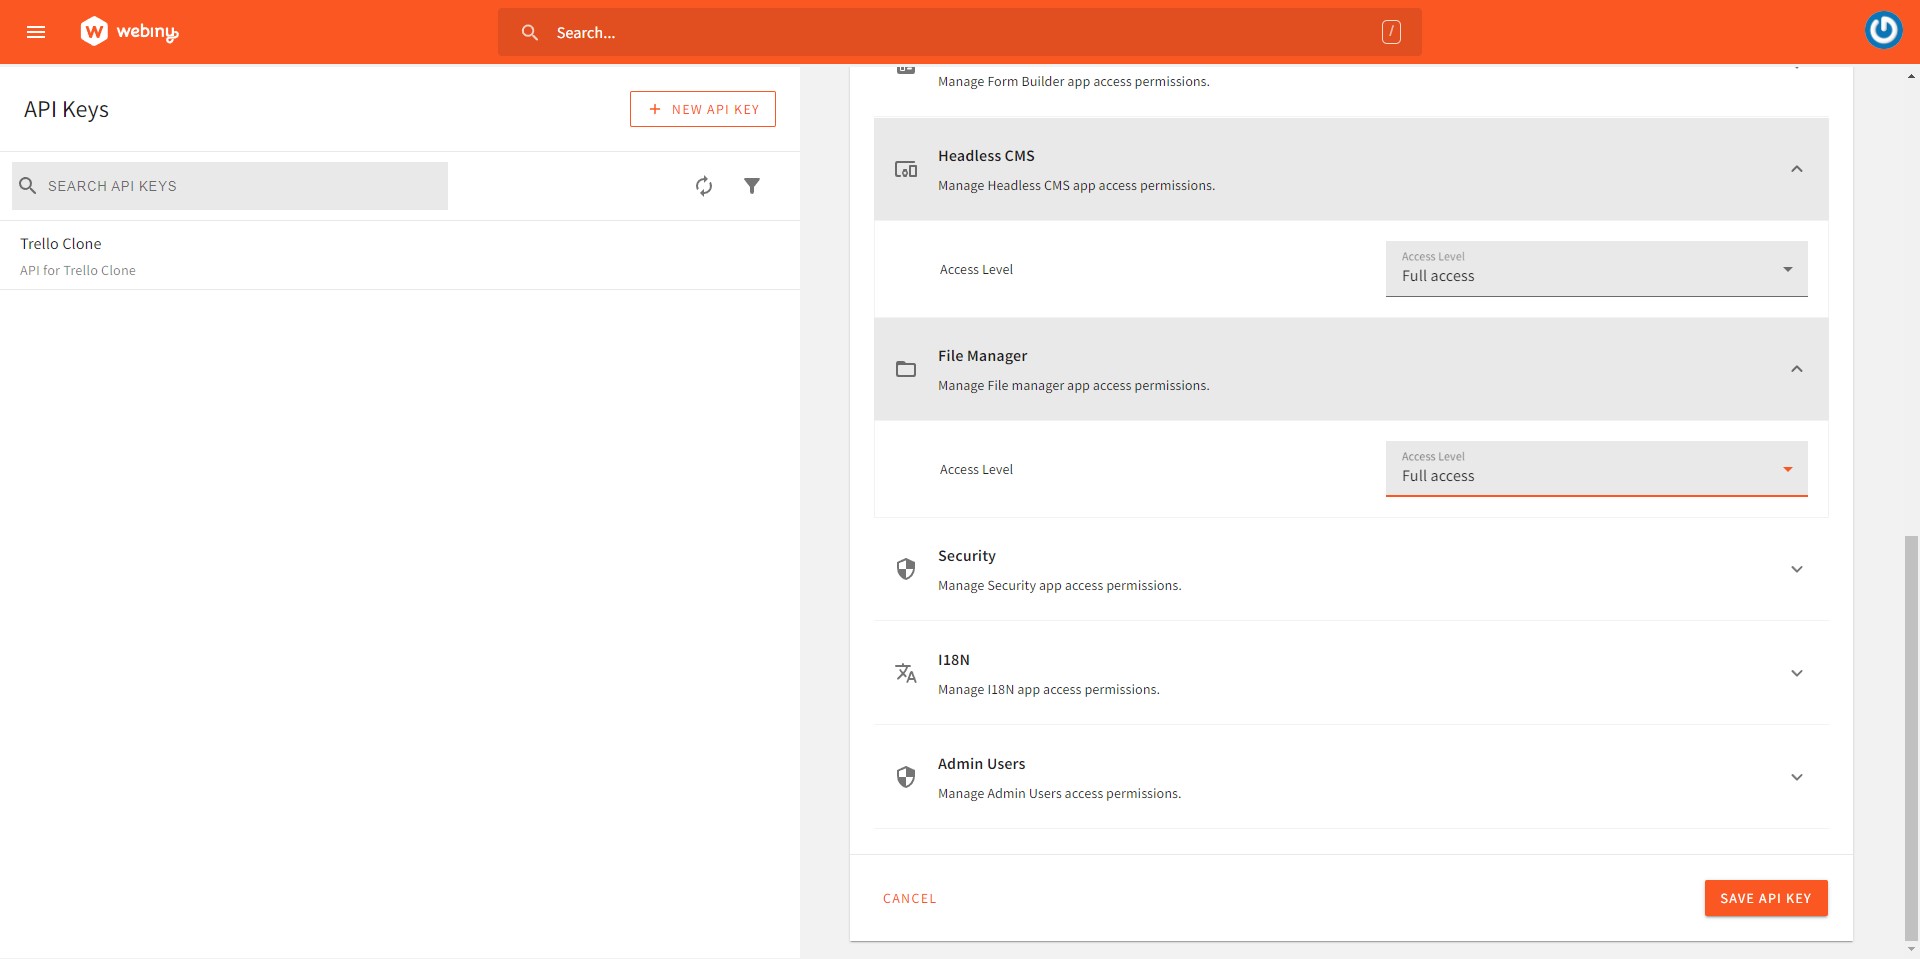 webiny
Search...
/
API Keys
+ NEW API KEY
SEARCH API KEYS
Trello Clone
API for Trello Clone
Manage Form Builder app access permissions.
Headless CMS
Manage Headless CMS app access permissions.
Access Level
Access Level
Full access
File Manager
Manage File manager app access permissions.
Access Level
Access Level
Full access
Security
Manage Security app access permissions.
I18N
Manage I18N app access permissions.
Admin Users
Manage Admin Users access permissions.
CANCEL
SAVE API KEY